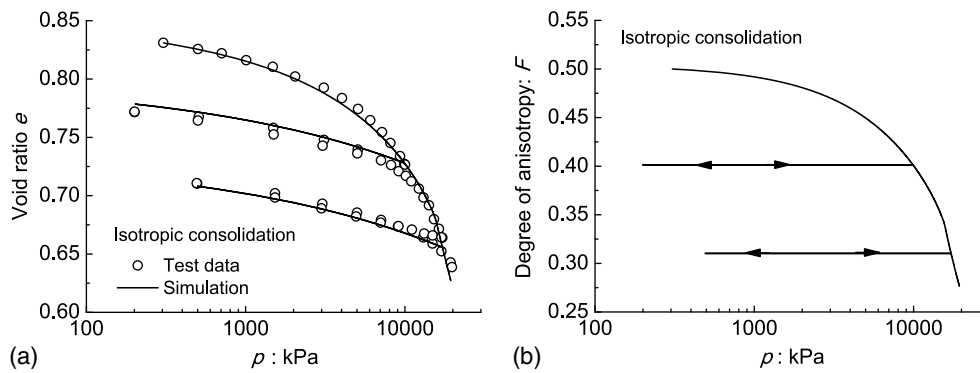 0.85
0.80
0.75
0.70
0.65
0.60
Void ratio e
Isotropic consolidation
Test data
Simulation
100
1000
10000
p : kPa
(a)
0.55
0.50
0.45
0.40
0.35
0.30
0.25
Degree of anisotropy: F
Isotropic consolidation
100
1000
10000
p : kPa
(b)